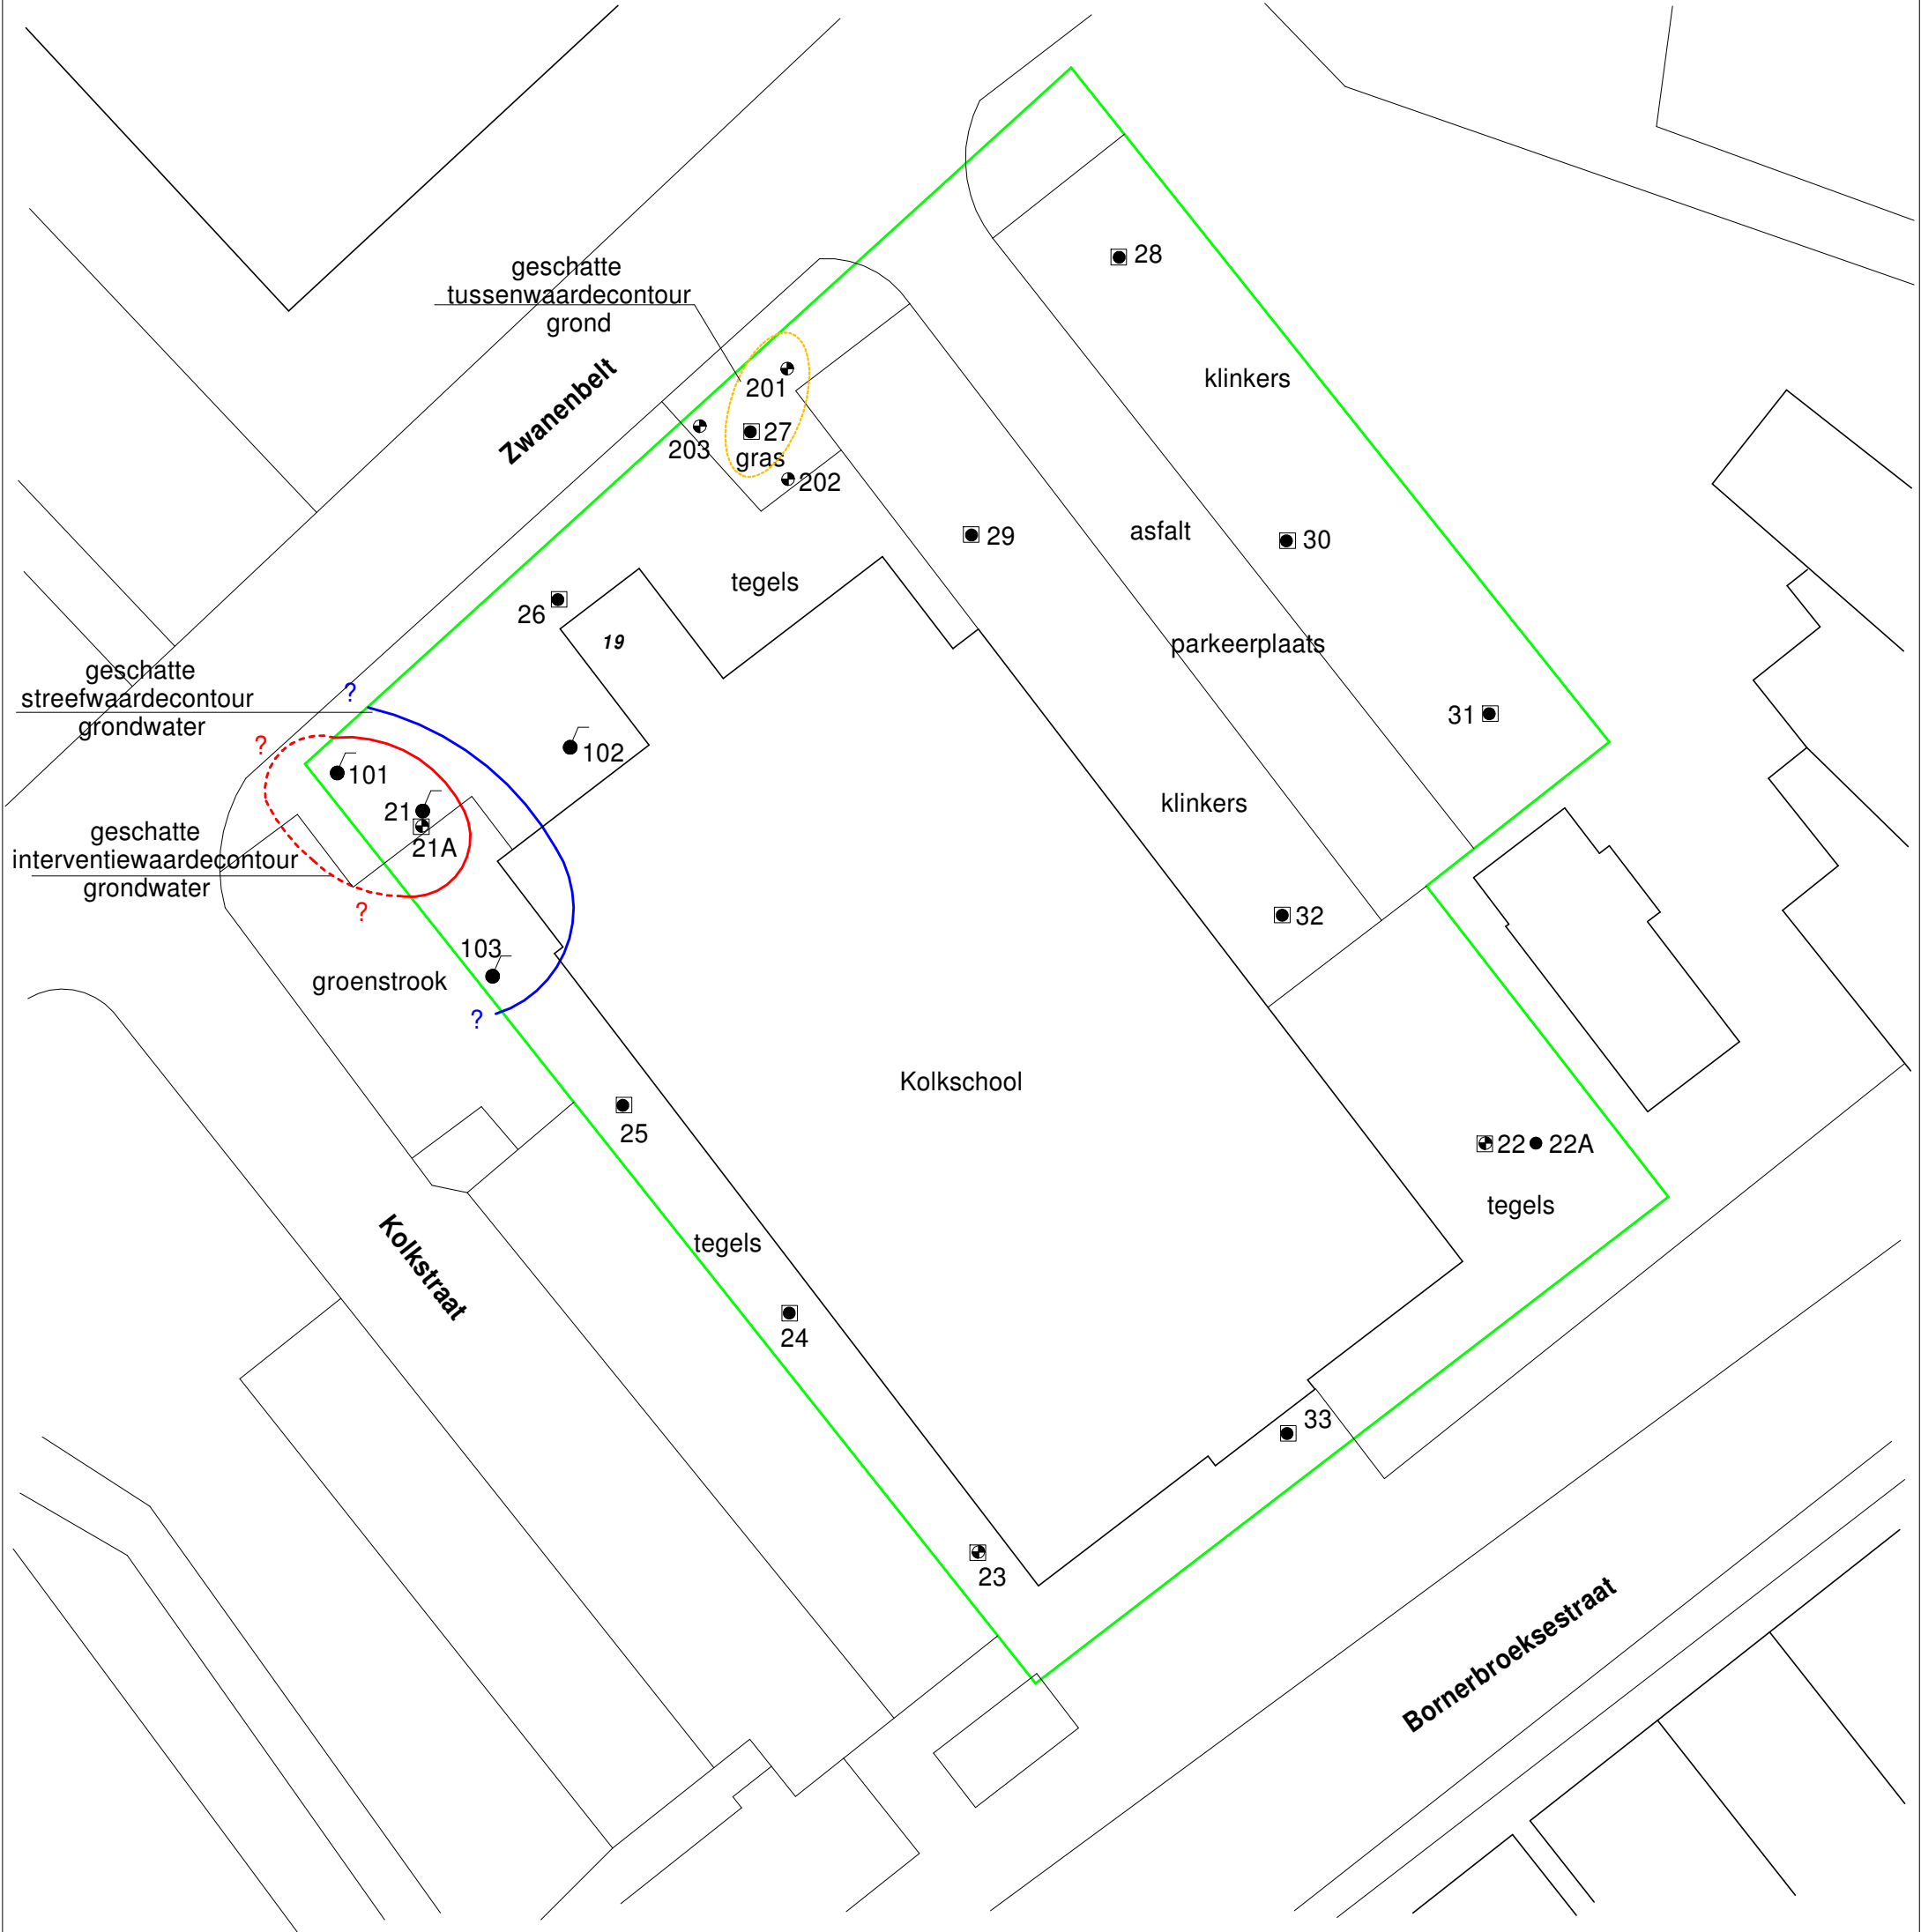 geschatte
tussenwaardecontour
grond
28
klinkers
201
Zwanenbelt
203
27
gras
202
29
asfalt
30
tegels
26
19
parkeerplaats
geschatte
streefwaardecontour
grondwater
?
?
31
102
101
21
21A
klinkers
geschatte
interventiewaardecontour
grondwater
?
32
103
groenstrook
?
Kolkschool
25
22
22A
tegels
Kolkstraat
tegels
24
33
23
Bornerbroeksestraat